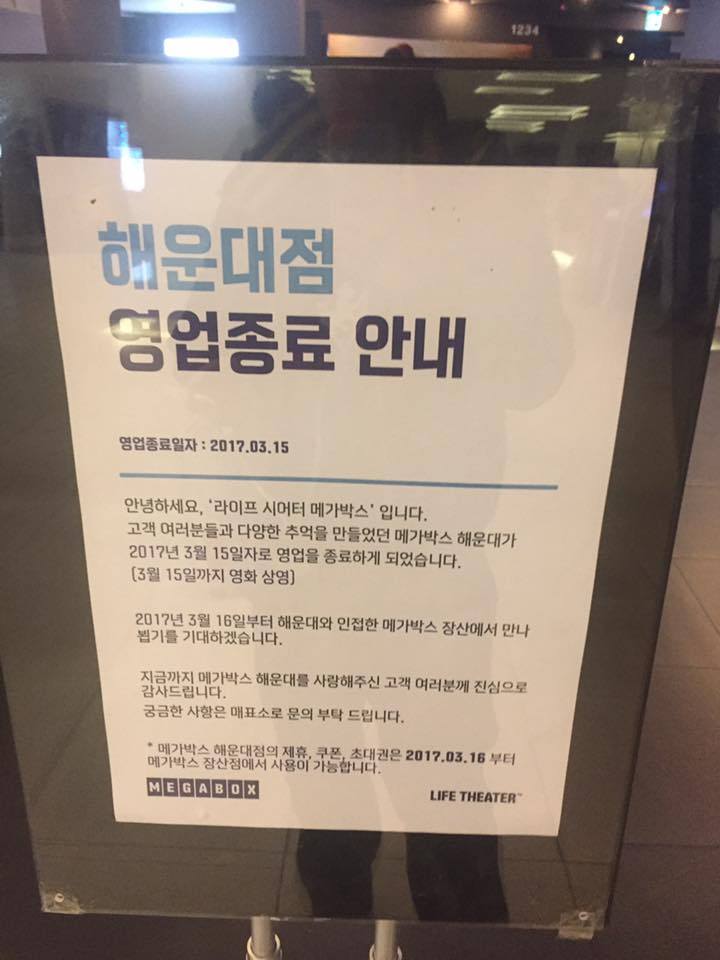 1234
해운대점
영업종료 안내
영업종료일자 : 2017.03.15
안녕하세요, '라이프 시어터 메가박스' 입니다.
고객 여러분들과 다양한 추억을 만들었던 메가박스 해운대가
2017년 3월 15일자로 영업을 종료하게 되었습니다.
(3월 15일까지 영화 상영)
2017년 3월 16일부터 해운대와 인접한 메가박스 장산에서 만나
뵙기를 기대하겠습니다.
지금까지 메가박스 해운대를 사랑해주신 고객 여러분께 진심으로
감사드립니다.
궁금한 사항은 매표소로 문의 부탁 드립니다.
* 메가박스 해운대점의 제휴, 쿠폰, 초대권은 2017.03.16 부터
메가박스 장산점에서 사용이 가능합니다.
MEGABOX
LIFE THEATER™